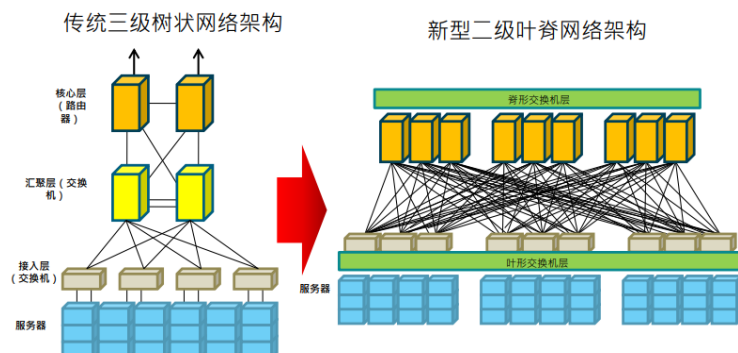 传统三级树状网络架构
核心层
（路由
器）
汇聚层（交换
机）
接入层
（交换机）
服务器
新型二级叶脊网络架构
脊形交换机层
叶形交换机层
服务器